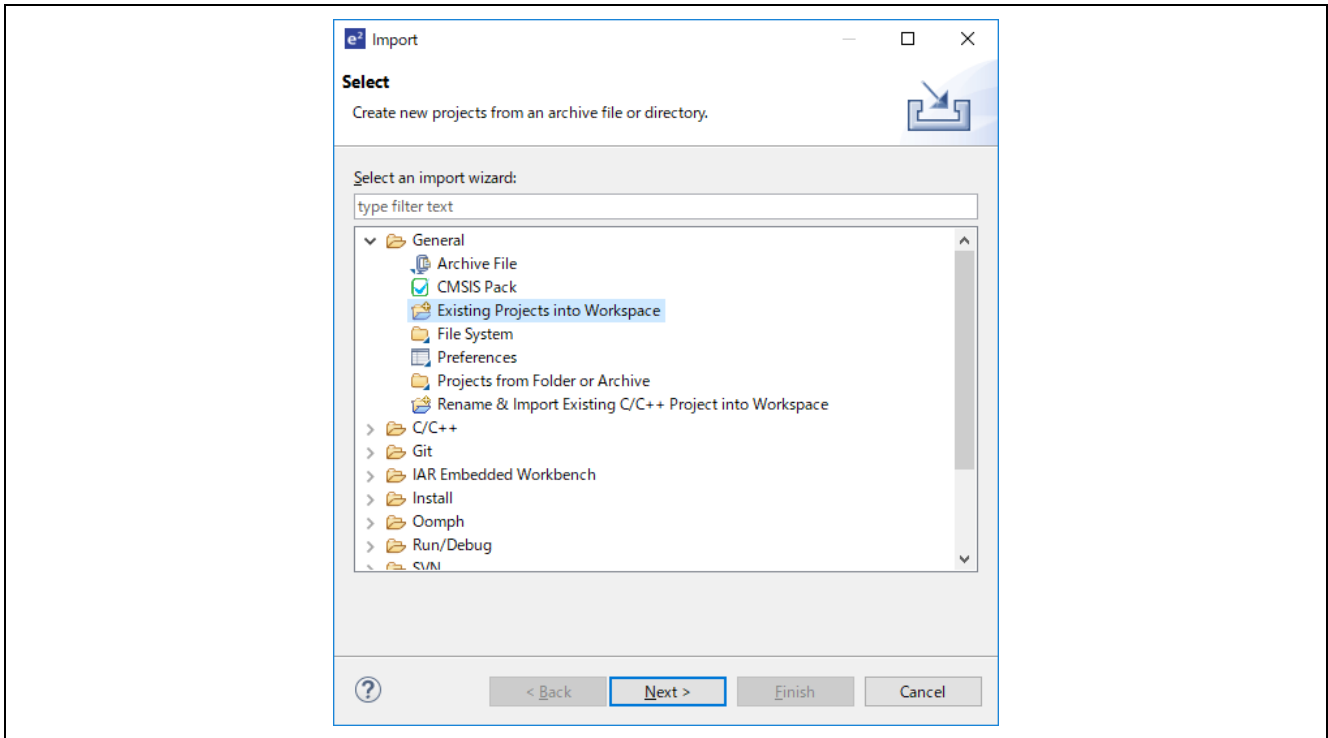 e² Import
Select
Create new projects from an archive file or directory.
Select an import wizard:
type filter text
General
Archive File
CMSIS Pack
Existing Projects into Workspace
File System
Preferences
Projects from Folder or Archive
Rename & Import Existing C/C++ Project into Workspace
C/C++
Git
IAR Embedded Workbench
Install
Oomph
Run/Debug
SVN
? < Back Next > Finish Cancel